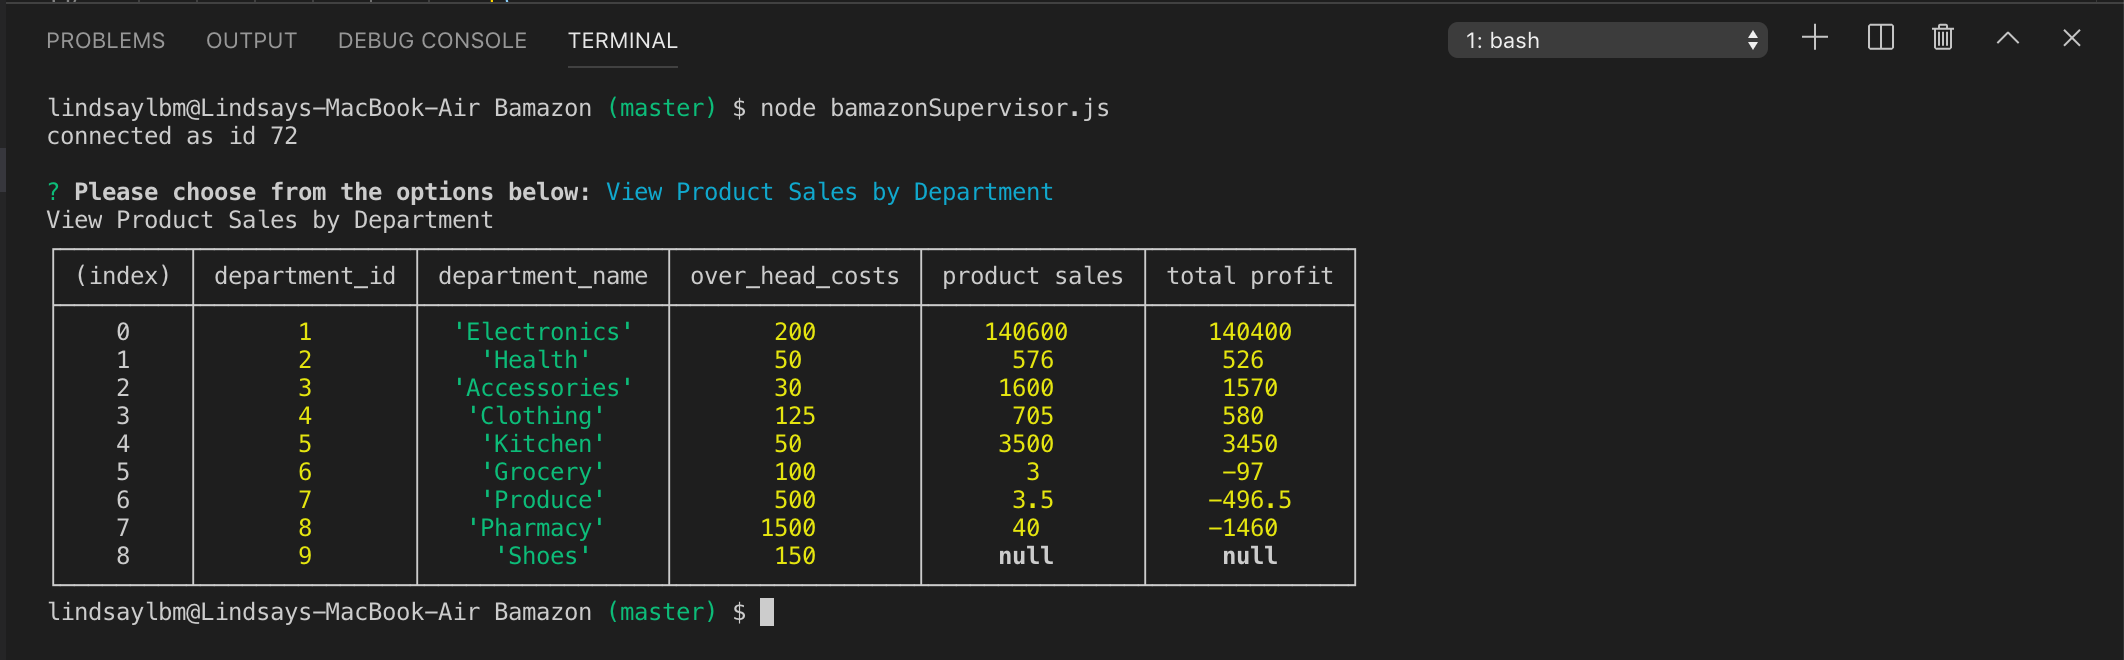 PROBLEMS OUTPUT DEBUG CONSOLE TERMINAL 1: bash
lindsaylbm@Lindsays-MacBook-Air Bamazon (master) $ node bamazonSupervisor.js
connected as id 72
? Please choose from the options below: View Product Sales by Department
View Product Sales by Department
(index) department_id department_name over_head_costs product sales total profit
0 1 'Electronics' 200 140600 140400
1 2 'Health' 50 576 526
2 3 'Accessories' 30 1600 1570
3 4 'Clothing' 125 705 580
4 5 'Kitchen' 50 3500 3450
5 6 'Grocery' 100 3 -97
6 7 'Produce' 500 3.5 -496.5
7 8 'Pharmacy' 1500 40 -1460
8 9 'Shoes' 150 null null
lindsaylbm@Lindsays-MacBook-Air Bamazon (master) $